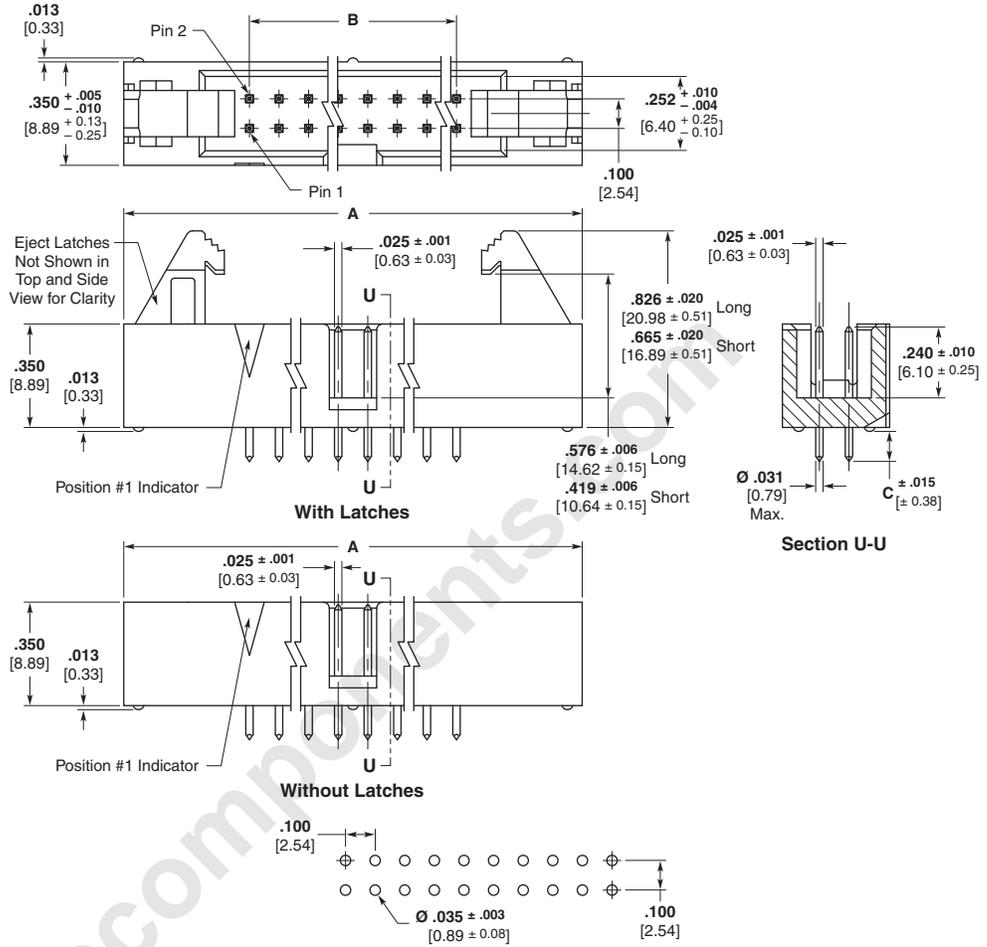 .013
[0.33]
Pin 2
B
.350 + .005 - .010
[8.89 + 0.13 - 0.25]
.252 + .010 - .004
[6.40 + 0.25 - 0.10]
.100
[2.54]
Pin 1
A
Eject Latches
Not Shown in
Top and Side
View for Clarity
.025 ± .001
[0.63 ± 0.03]
U
.826 ± .020
[20.98 ± 0.51] Long
.665 ± .020
[16.89 ± 0.51] Short
.025 ± .001
[0.63 ± 0.03]
.350
[8.89]
.013
[0.33]
.240 ± .010
[6.10 ± 0.25]
.576 ± .006
[14.62 ± 0.15] Long
.419 ± .006
[10.64 ± 0.15] Short
Position #1 Indicator
U
With Latches
Ø .031
[0.79]
Max.
C ± .015
[± 0.38]
Section U-U
A
.025 ± .001
[0.63 ± 0.03]
U
.350
[8.89]
.013
[0.33]
Position #1 Indicator
U
Without Latches
.100
[2.54]
Ø .035 ± .003
[0.89 ± 0.08]
.100
[2.54]
components.com